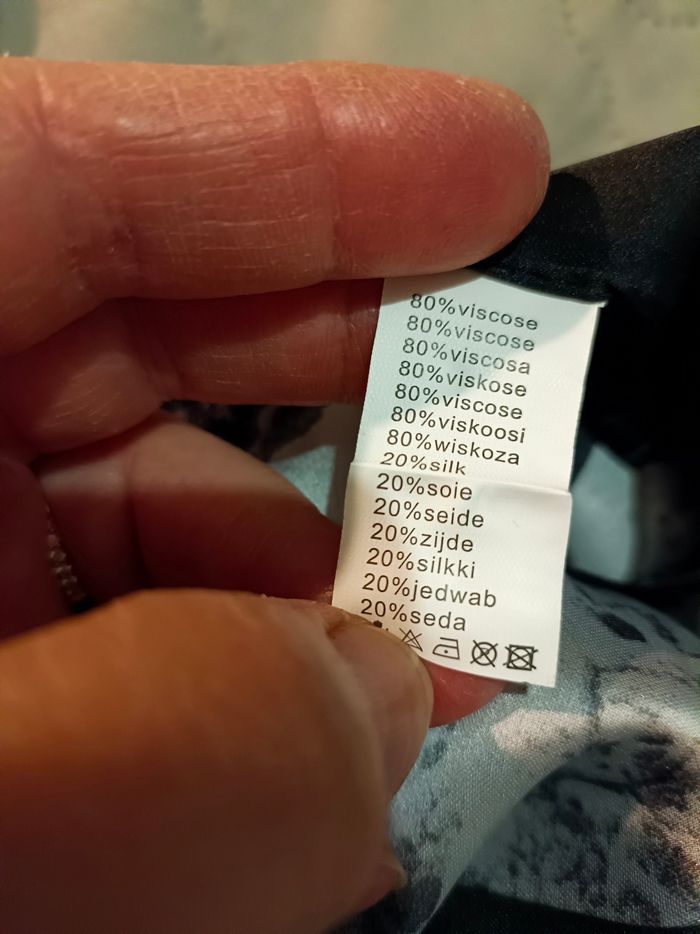 80%viscose
80%viscose
80%viscosa
80%viskose
80%viscose
80%viskoosi
80%wiskoza
20%silk
20%soie
20%seide
20%zijde
20%silkki
20%jedwab
20%seda